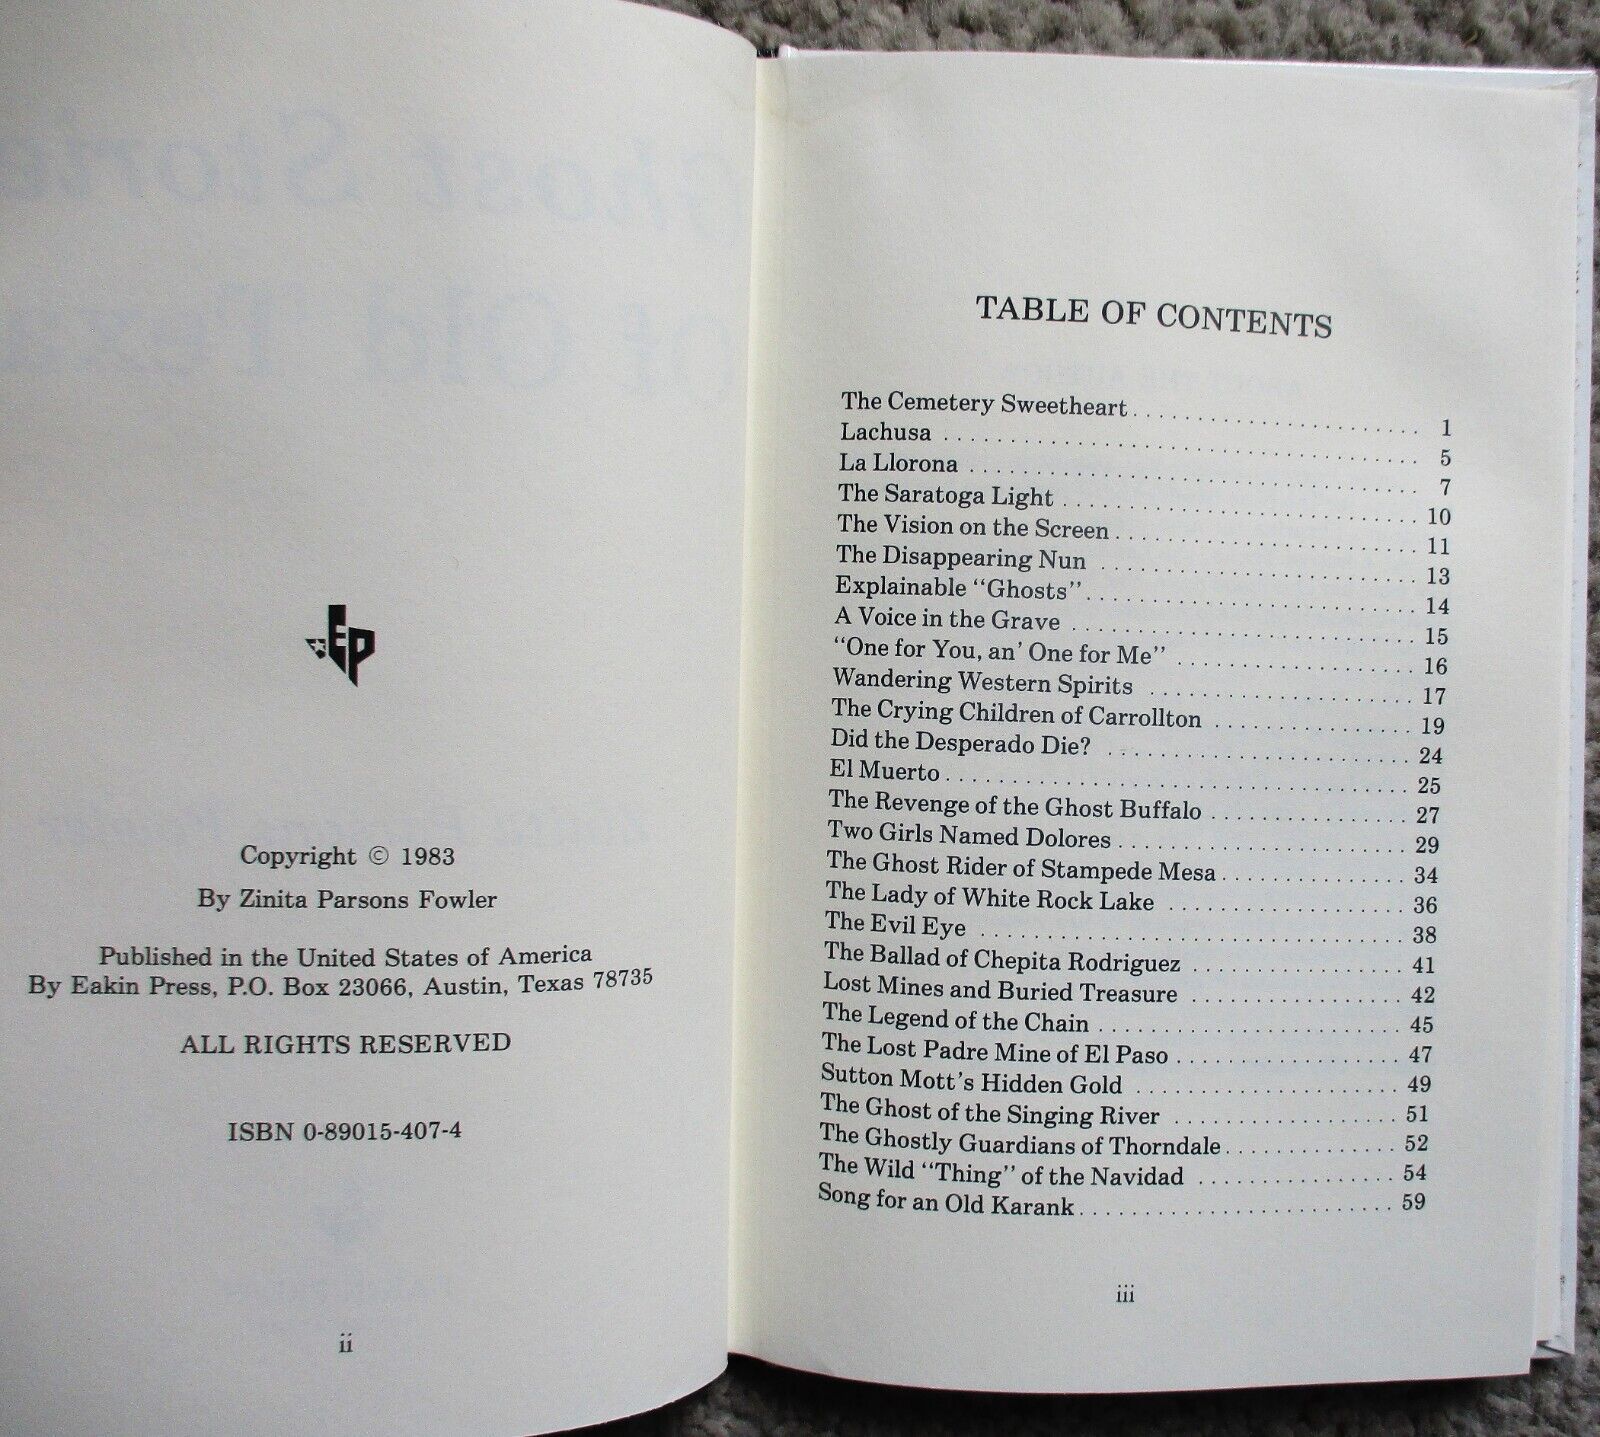 Ghost Stories
of Old Texas
EP
Copyright © 1983
By Zinita Parsons Fowler
Published in the United States of America
By Eakin Press, P.O. Box 23066, Austin, Texas 78735
ALL RIGHTS RESERVED
ISBN 0-89015-407-4
ii
TABLE OF CONTENTS
The Cemetery Sweetheart . . . . . . . . . . . . . . . . . . . . . . 1
Lachusa . . . . . . . . . . . . . . . . . . . . . . 5
La Llorona . . . . . . . . . . . . . . . . . . . . . . 7
The Saratoga Light . . . . . . . . . . . . . . . . . . . . . . 10
The Vision on the Screen . . . . . . . . . . . . . . . . . . . . . . 11
The Disappearing Nun . . . . . . . . . . . . . . . . . . . . . . 13
Explainable "Ghosts" . . . . . . . . . . . . . . . . . . . . . . 14
A Voice in the Grave . . . . . . . . . . . . . . . . . . . . . . 15
"One for You, an' One for Me" . . . . . . . . . . . . . . . . . . 16
Wandering Western Spirits . . . . . . . . . . . . . . . . . . . . 17
The Crying Children of Carrollton . . . . . . . . . . . . . . . . 19
Did the Desperado Die? . . . . . . . . . . . . . . . . . . . . . . 24
El Muerto . . . . . . . . . . . . . . . . . . . . . . 25
The Revenge of the Ghost Buffalo . . . . . . . . . . . . . . . . 27
Two Girls Named Dolores . . . . . . . . . . . . . . . . . . . . . . 29
The Ghost Rider of Stampede Mesa . . . . . . . . . . . . . . . 34
The Lady of White Rock Lake . . . . . . . . . . . . . . . . . . 36
The Evil Eye . . . . . . . . . . . . . . . . . . . . . . 38
The Ballad of Chepita Rodriguez . . . . . . . . . . . . . . . . . 41
Lost Mines and Buried Treasure . . . . . . . . . . . . . . . . . 42
The Legend of the Chain . . . . . . . . . . . . . . . . . . . . . . 45
The Lost Padre Mine of El Paso . . . . . . . . . . . . . . . . . . 47
Sutton Mott's Hidden Gold . . . . . . . . . . . . . . . . . . . . 49
The Ghost of the Singing River . . . . . . . . . . . . . . . . . . 51
The Ghostly Guardians of Thorndale . . . . . . . . . . . . . . 52
The Wild "Thing" of the Navidad . . . . . . . . . . . . . . . . 54
Song for an Old Karank . . . . . . . . . . . . . . . . . . . . . . 59
iii